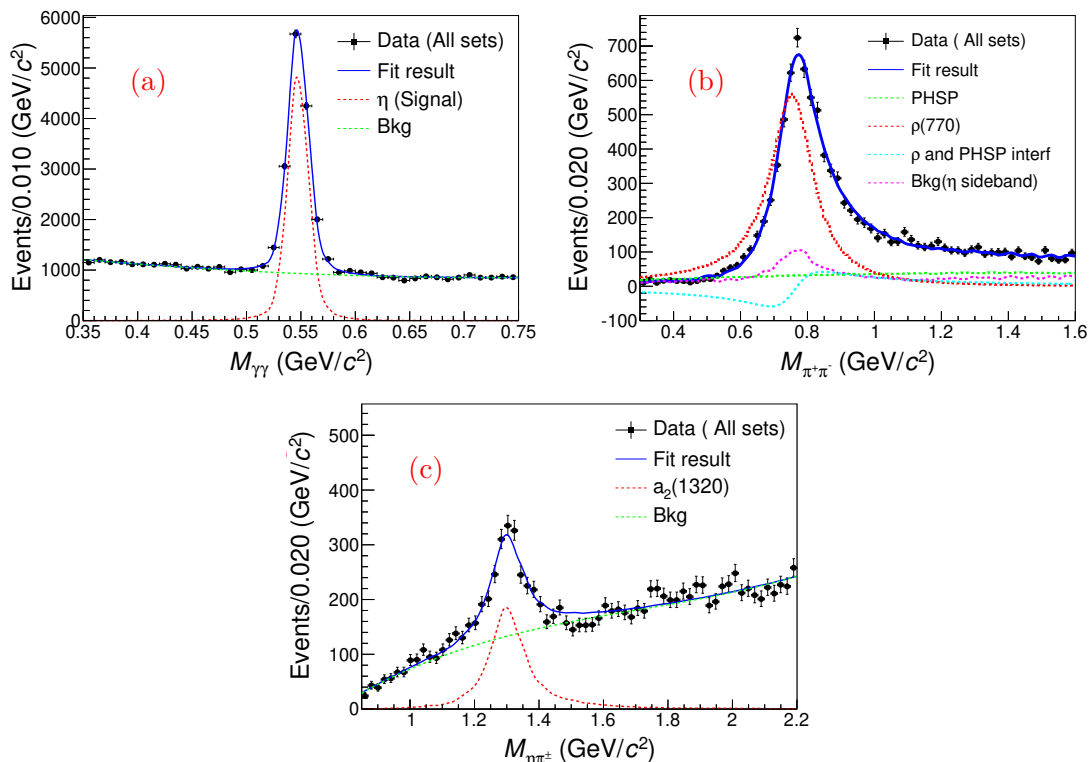 6000
5000
4000
3000
2000
1000
0
Events/0.010 (GeV/c²)
(a)
Data (All sets)
Fit result
η (Signal)
Bkg
0.35 0.4 0.45 0.5 0.55 0.6 0.65 0.7 0.75
Mγγ (GeV/c²)
700
600
500
400
300
200
100
0
-100
Events/0.020 (GeV/c²)
(b)
Data ( All sets)
Fit result
PHSP
ρ(770)
ρ and PHSP interf
Bkg(η sideband)
0.4 0.6 0.8 1 1.2 1.4 1.6
Mπ⁺π⁻ (GeV/c²)
500
400
300
200
100
0
Events/0.020 (GeV/c²)
(c)
Data ( All sets)
Fit result
a₂(1320)
Bkg
1 1.2 1.4 1.6 1.8 2 2.2
Mηπ± (GeV/c²)